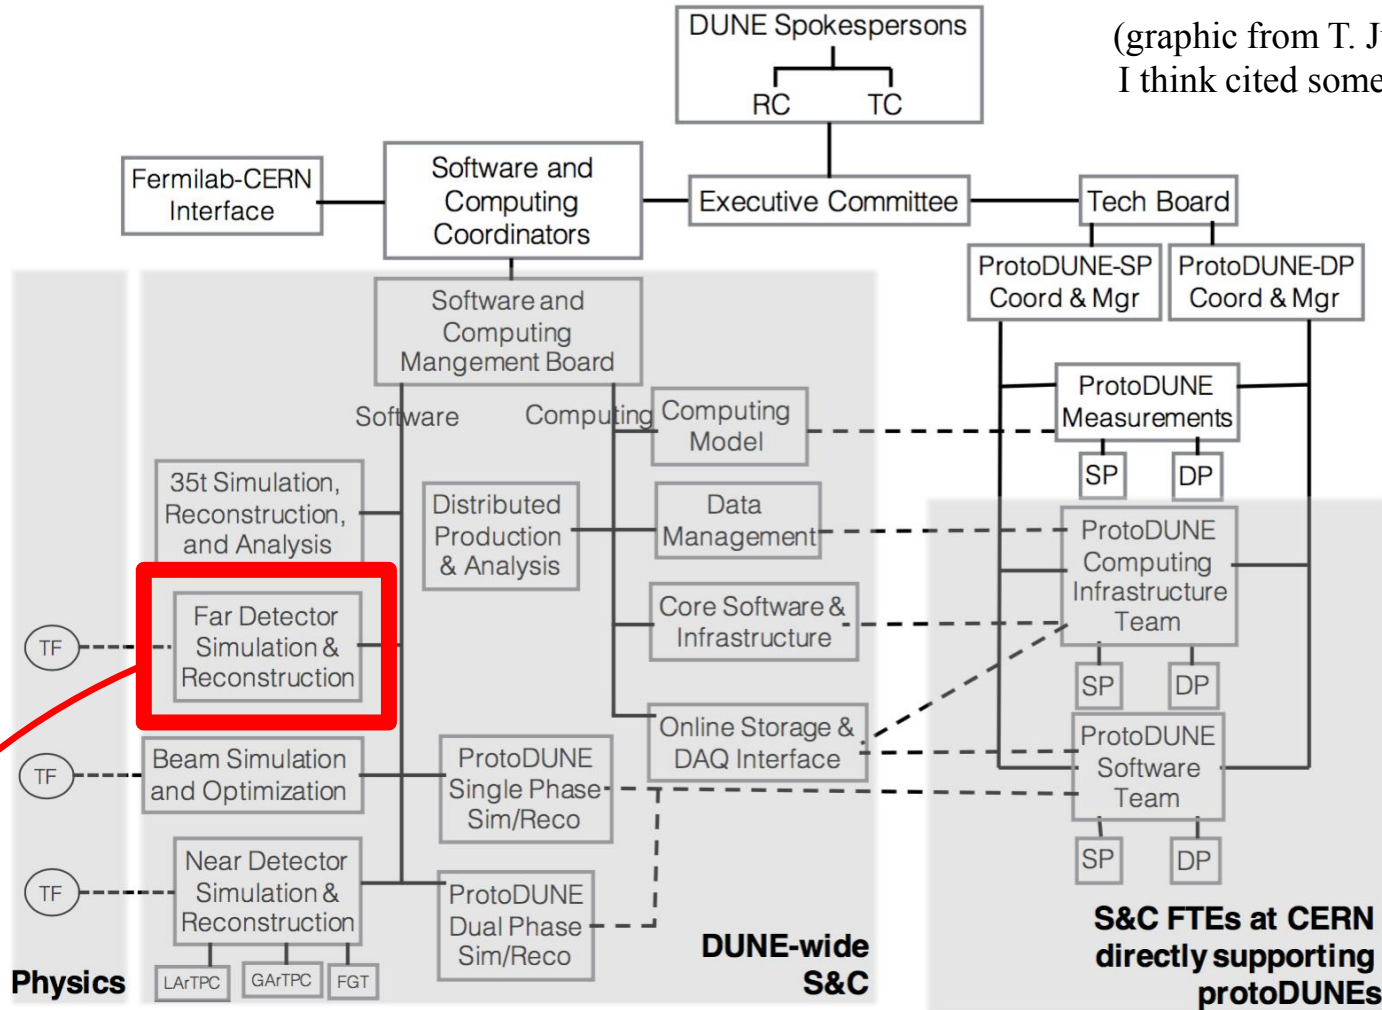 DUNE Spokespersons
RC
TC
(graphic from T. J
I think cited some
Fermilab-CERN
Interface
Software and
Computing
Coordinators
Executive Committee
Tech Board
ProtoDUNE-SP
Coord & Mgr
ProtoDUNE-DP
Coord & Mgr
Software and
Computing
Mangement Board
Software
Computing
Computing
Model
ProtoDUNE
Measurements
SP
DP
35t Simulation,
Reconstruction,
and Analysis
Distributed
Production
& Analysis
Data
Management
ProtoDUNE
Computing
Infrastructure
Team
SP
DP
TF
Far Detector
Simulation &
Reconstruction
Core Software &
Infrastructure
Online Storage &
DAQ Interface
ProtoDUNE
Software
Team
SP
DP
TF
Beam Simulation
and Optimization
ProtoDUNE
Single Phase
Sim/Reco
TF
Near Detector
Simulation &
Reconstruction
LArTPC
GArTPC
FGT
ProtoDUNE
Dual Phase
Sim/Reco
Physics
DUNE-wide
S&C
S&C FTEs at CERN
directly supporting
protoDUNEs